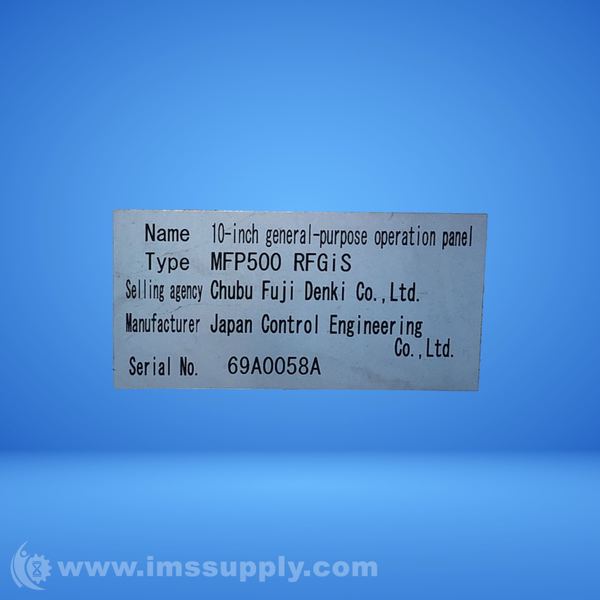 Name 10-inch general-purpose operation panel
Type MFP500 RFGiS
Selling agency Chubu Fuji Denki Co.,Ltd.
Manufacturer Japan Control Engineering
Co.,Ltd.
Serial No. 69A0058A
www.imssupply.com